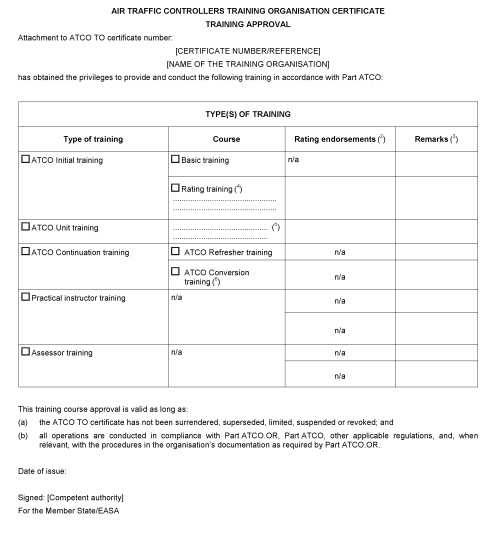 AIR TRAFFIC CONTROLLERS TRAINING ORGANISATION CERTIFICATE
TRAINING APPROVAL
Attachment to ATCO TO certificate number:
[CERTIFICATE NUMBER/REFERENCE]
[NAME OF THE TRAINING ORGANISATION]
has obtained the privileges to provide and conduct the following training in accordance with Part ATCO:
TYPE(S) OF TRAINING
Type of training Course Rating endorsements (2) Remarks (3)
☐ ATCO Initial training ☐ Basic training n/a
☐ Rating training (4)
..........................................
..........................................
☐ ATCO Unit training ...................................... (5)
......................................
☐ ATCO Continuation training ☐ ATCO Refresher training n/a
☐ ATCO Conversion n/a
training (6)
☐ Practical instructor training n/a n/a
n/a
☐ Assessor training n/a n/a
n/a
This training course approval is valid as long as:
(a) the ATCO TO certificate has not been surrendered, superseded, limited, suspended or revoked; and
(b) all operations are conducted in compliance with Part ATCO.OR, Part ATCO, other applicable regulations, and, when
relevant, with the procedures in the organisation's documentation as required by Part ATCO.OR.
Date of issue:
Signed: [Competent authority]
For the Member State/EASA